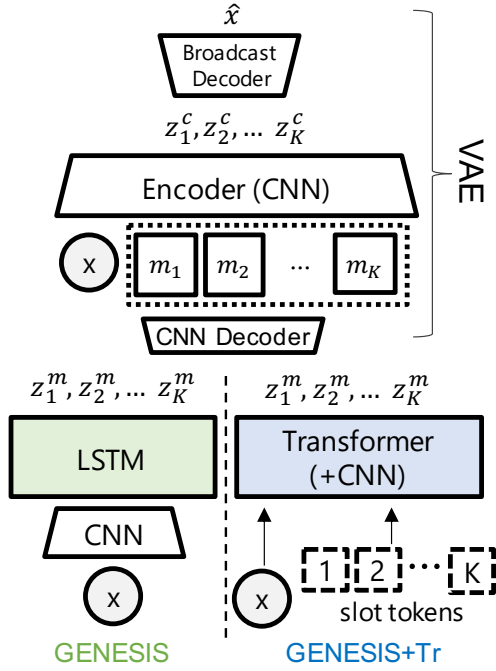 x̂
Broadcast
Decoder
z₁ᶜ, z₂ᶜ, … z_Kᶜ
Encoder (CNN)
VAE
x m₁ m₂ … m_K
CNN Decoder
z₁ᵐ, z₂ᵐ, … z_Kᵐ
z₁ᵐ, z₂ᵐ, … z_Kᵐ
LSTM
Transformer
(+CNN)
CNN
x
x
1 2 ··· K
slot tokens
GENESIS
GENESIS+Tr